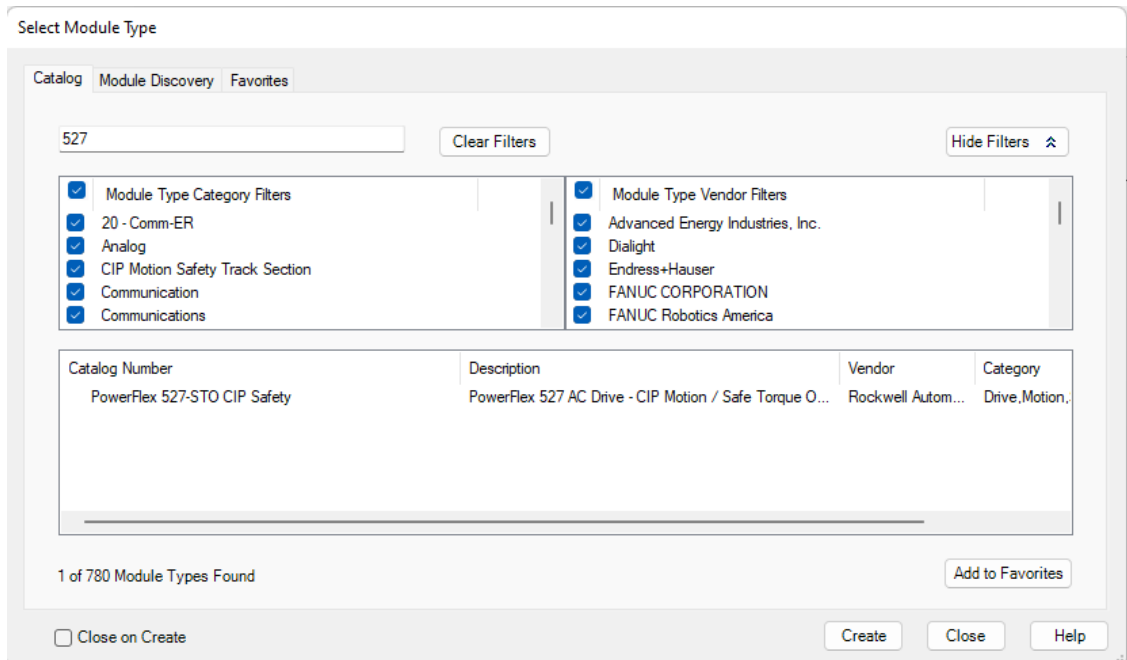 Select Module Type
Catalog Module Discovery Favorites
527 Clear Filters Hide Filters
Module Type Category Filters
20 - Comm-ER
Analog
CIP Motion Safety Track Section
Communication
Communications
Module Type Vendor Filters
Advanced Energy Industries, Inc.
Dialight
Endress+Hauser
FANUC CORPORATION
FANUC Robotics America
Catalog Number Description Vendor Category
PowerFlex 527-STO CIP Safety PowerFlex 527 AC Drive - CIP Motion / Safe Torque O... Rockwell Autom... Drive,Motion,
1 of 780 Module Types Found Add to Favorites
Close on Create Create Close Help